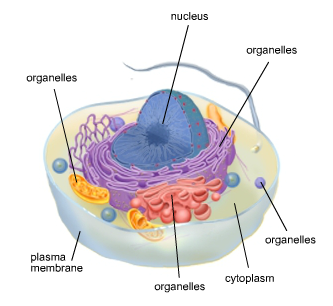 nucleus
organelles
organelles
organelles
plasma
membrane
cytoplasm
organelles